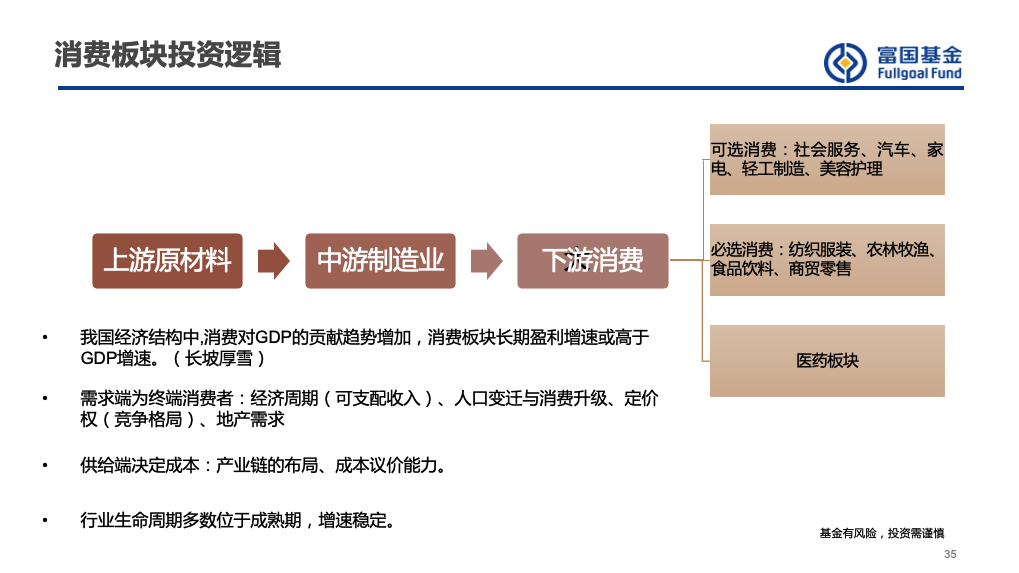 消费板块投资逻辑
富国基金
Fullgoal Fund
可选消费：社会服务、汽车、家
电、轻工制造、美容护理
上游原材料
中游制造业
下游消费
必选消费：纺织服装、农林牧渔、
食品饮料、商贸零售
医药板块
• 我国经济结构中,消费对GDP的贡献趋势增加，消费板块长期盈利增速或高于
GDP增速。（长坡厚雪）
• 需求端为终端消费者：经济周期（可支配收入）、人口变迁与消费升级、定价
权（竞争格局）、地产需求
• 供给端决定成本：产业链的布局、成本议价能力。
• 行业生命周期多数位于成熟期，增速稳定。
基金有风险，投资需谨慎
35